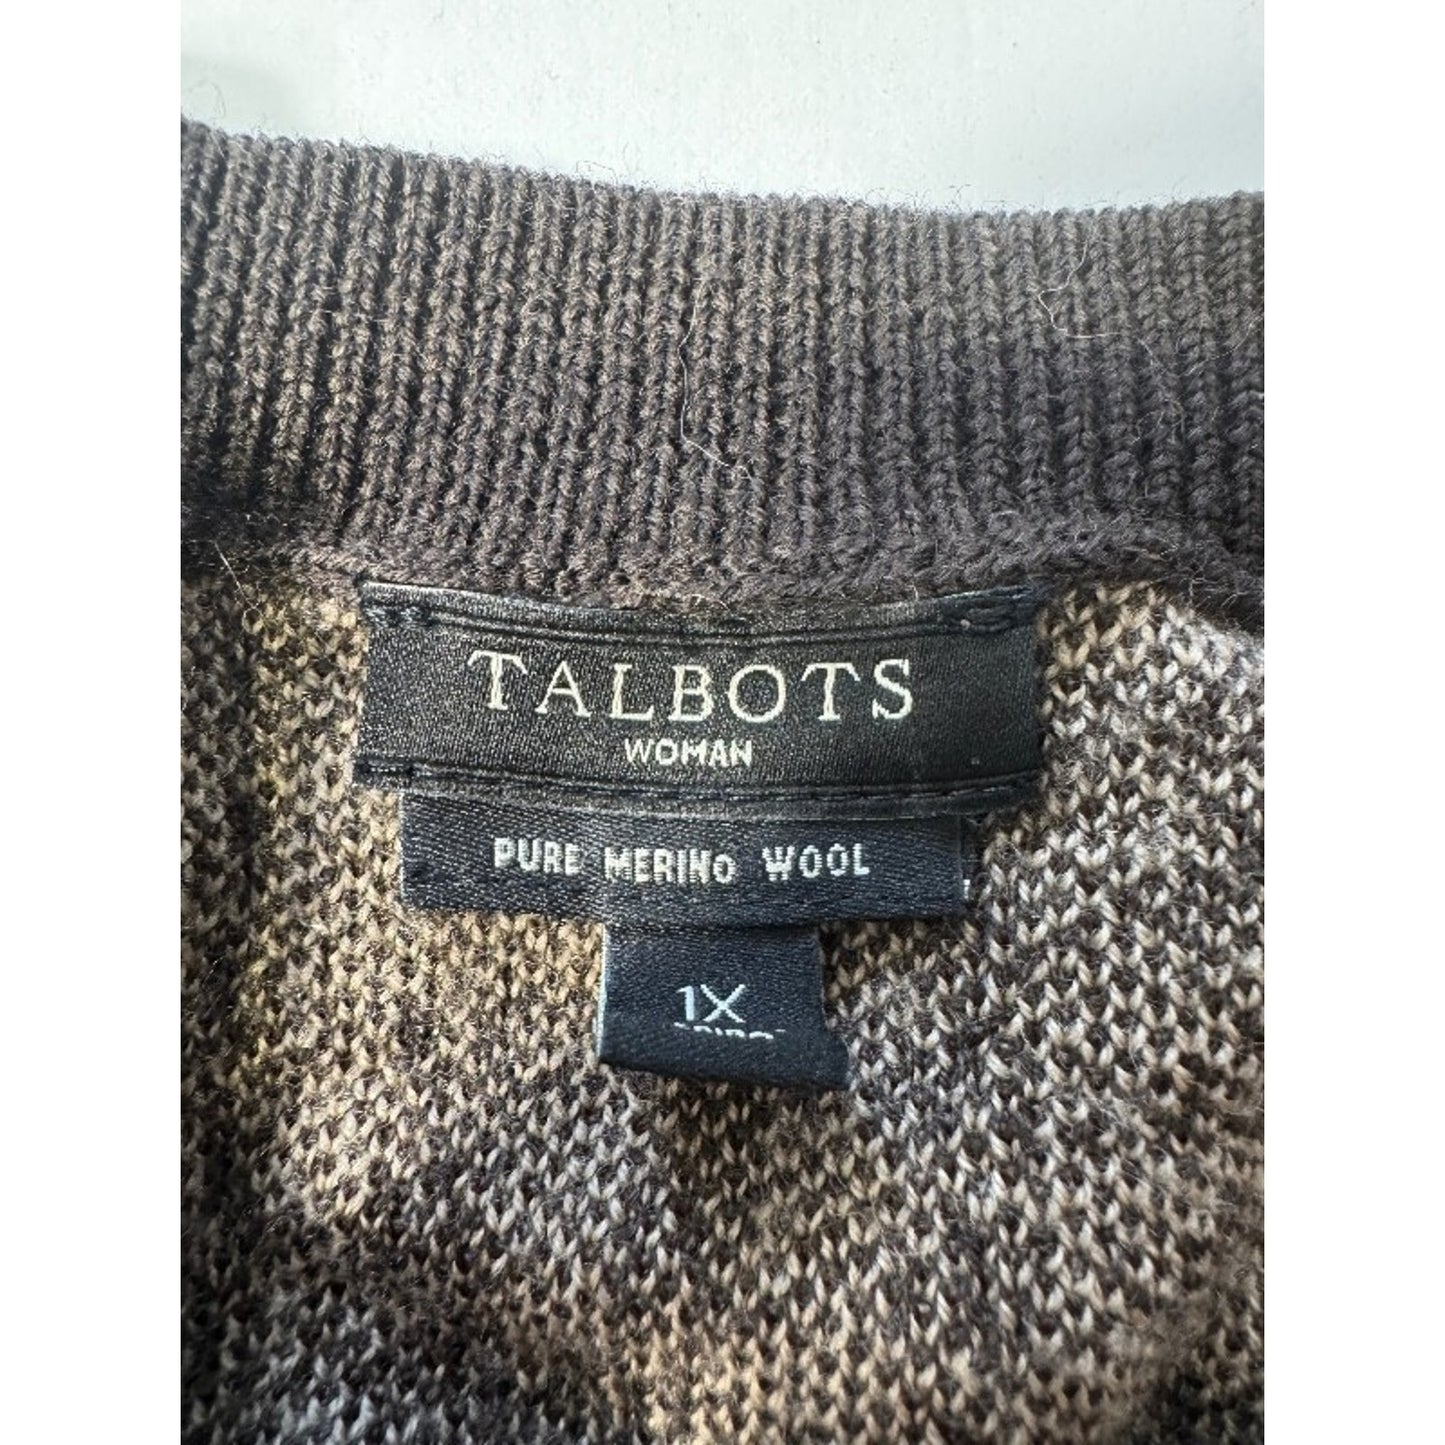 TALBOTS
WOMAN
PURE MERINO WOOL
1X